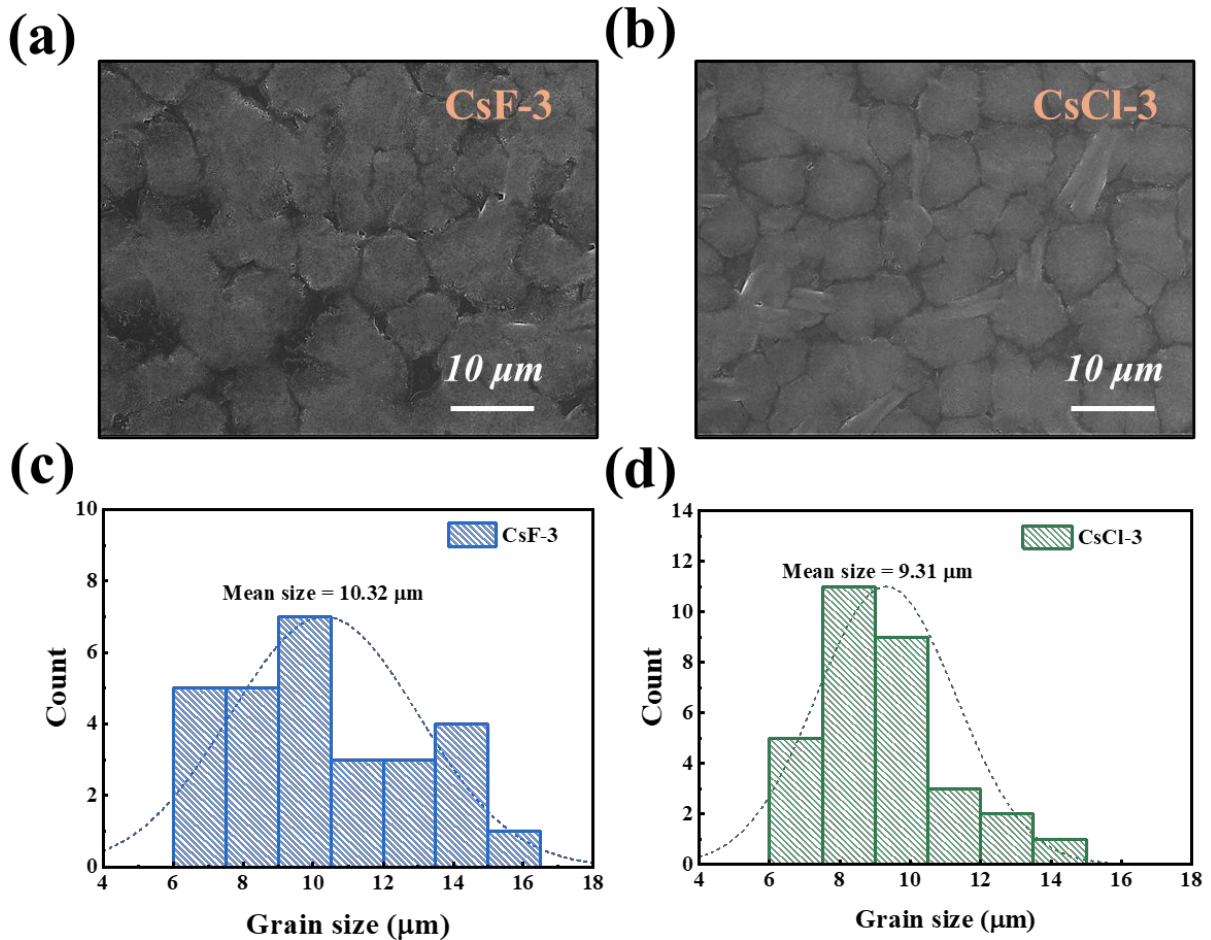 (a)
CsF-3
10 μm
(b)
CsCl-3
10 μm
(c)
10
8
6
4
2
0
Count
CsF-3
Mean size = 10.32 μm
4 6 8 10 12 14 16 18
Grain size (μm)
(d)
14
12
10
8
6
4
2
0
Count
CsCl-3
Mean size = 9.31 μm
4 6 8 10 12 14 16 18
Grain size (μm)